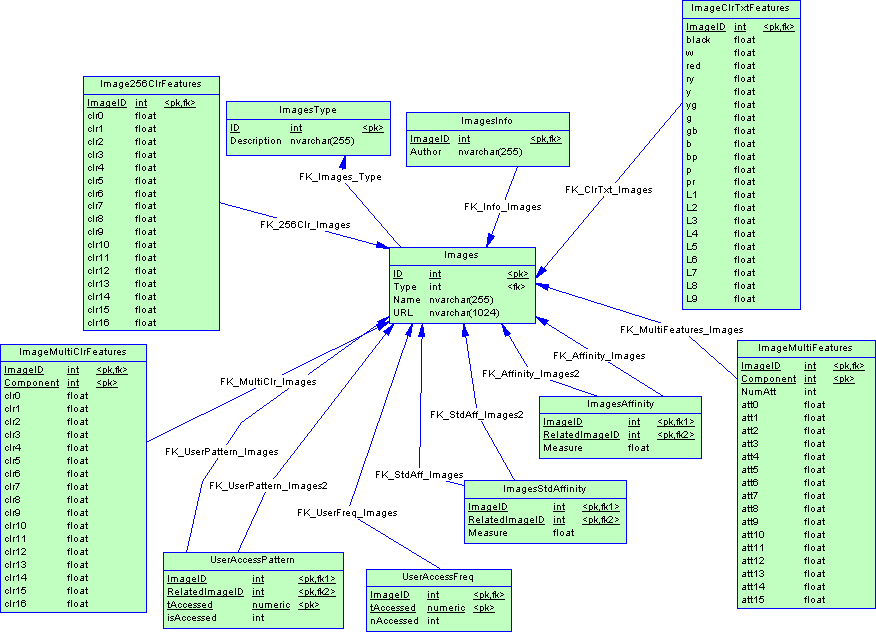 ImageClrTxtFeatures
ImageID int <pk,fk>
black float
w float
red float
ry float
y float
yg float
g float
gb float
b float
bp float
p float
pr float
L1 float
L2 float
L3 float
L4 float
L5 float
L6 float
L7 float
L8 float
L9 float
Image256ClrFeatures
ImageID int <pk,fk>
clr0 float
clr1 float
clr2 float
clr3 float
clr4 float
clr5 float
clr6 float
clr7 float
clr8 float
clr9 float
clr10 float
clr11 float
clr12 float
clr13 float
clr14 float
clr15 float
clr16 float
ImagesType
ID int <pk>
Description nvarchar(255)
ImagesInfo
ImageID int <pk,fk>
Author nvarchar(255)
FK_Images_Type
FK_Info_Images
FK_ClrTxt_Images
FK_256Clr_Images
Images
ID int <pk>
Type int <fk>
Name nvarchar(255)
URL nvarchar(1024)
FK_MultiFeatures_Images
FK_Affinity_Images
FK_Affinity_Images2
FK_MultiClr_Images
FK_StdAff_Images2
FK_UserPattern_Images
FK_StdAff_Images
FK_UserPattern_Images2
FK_UserFreq_Images
ImageMultiClrFeatures
ImageID int <pk,fk>
Component int <pk>
clr0 float
clr1 float
clr2 float
clr3 float
clr4 float
clr5 float
clr6 float
clr7 float
clr8 float
clr9 float
clr10 float
clr11 float
clr12 float
clr13 float
clr14 float
clr15 float
clr16 float
ImageMultiFeatures
ImageID int <pk,fk>
Component int <pk>
NumAtt int
att0 float
att1 float
att2 float
att3 float
att4 float
att5 float
att6 float
att7 float
att8 float
att9 float
att10 float
att11 float
att12 float
att13 float
att14 float
att15 float
ImagesAffinity
ImageID int <pk,fk1>
RelatedImageID int <pk,fk2>
Measure float
ImagesStdAffinity
ImageID int <pk,fk1>
RelatedImageID int <pk,fk2>
Measure float
UserAccessPattern
ImageID int <pk,fk1>
RelatedImageID int <pk,fk2>
tAccessed numeric <pk>
isAccessed int
UserAccessFreq
ImageID int <pk,fk>
tAccessed numeric <pk>
nAccessed int